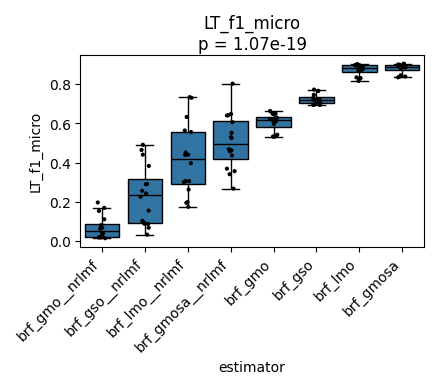 LT_f1_micro
p = 1.07e-19
LT_f1_micro
0.8
0.6
0.4
0.2
0.0
brf_gmo__nrlmf
brf_gso__nrlmf
brf_lmo__nrlmf
brf_gmosa__nrlmf
brf_gmo
brf_gso
brf_lmo
brf_gmosa
estimator